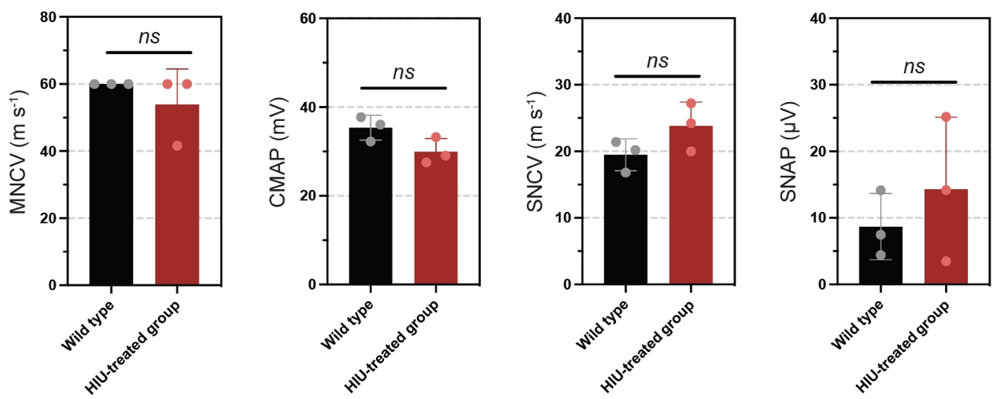 MNCV (m s⁻¹)
80
60
40
20
0
ns
Wild type
HIU-treated group
CMAP (mV)
60
40
20
0
ns
Wild type
HIU-treated group
SNCV (m s⁻¹)
40
30
20
10
0
ns
Wild type
HIU-treated group
SNAP (μV)
40
30
20
10
0
ns
Wild type
HIU-treated group